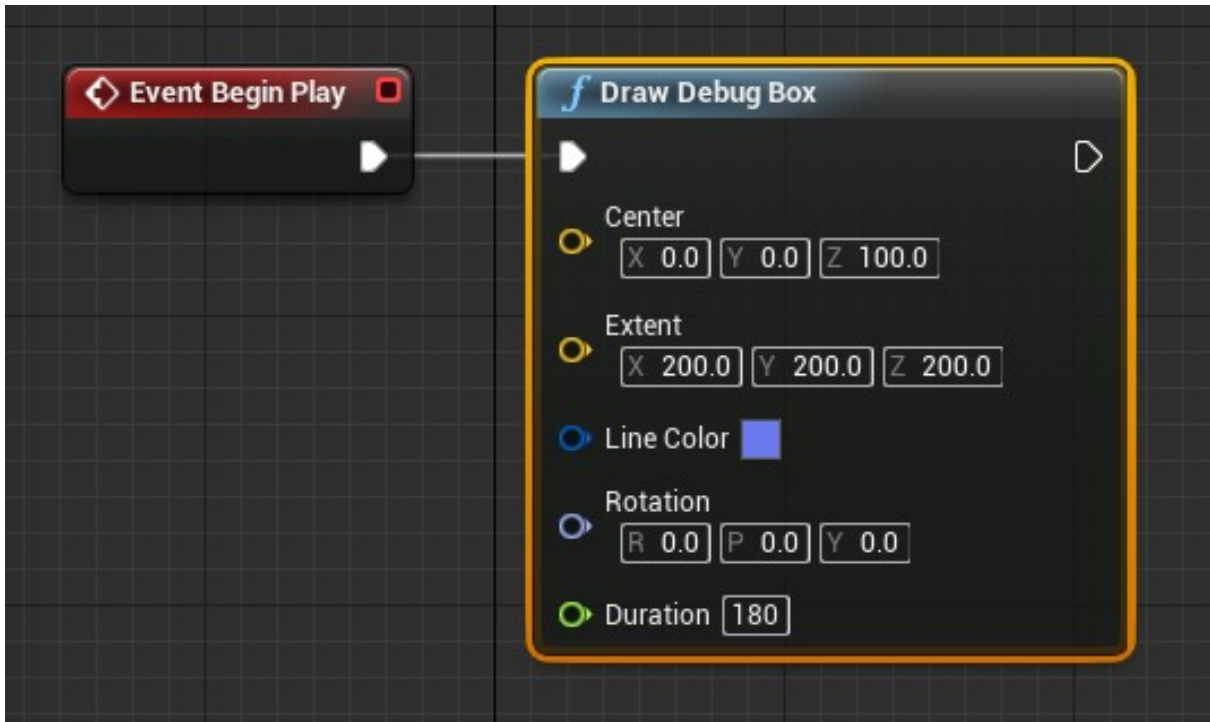 Event Begin Play
f Draw Debug Box
Center
X 0.0 Y 0.0 Z 100.0
Extent
X 200.0 Y 200.0 Z 200.0
Line Color
Rotation
R 0.0 P 0.0 Y 0.0
Duration 180